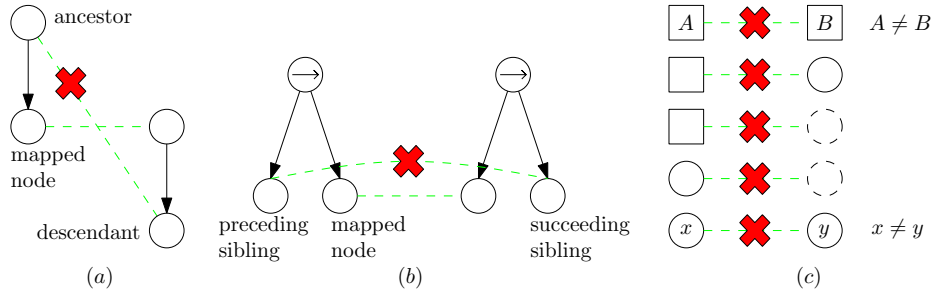 ancestor
mapped
node
descendant
(a)
→ →
preceding
sibling
mapped
node
succeeding
sibling
(b)
A B A ≠ B
x y x ≠ y
(c)